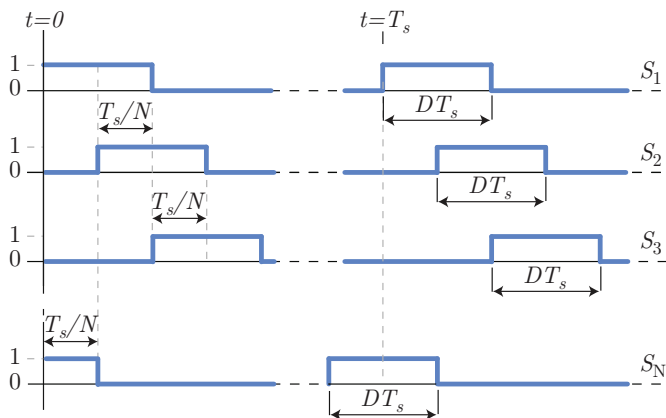 t=0 t=T_s
1
0
S_1
T_s/N
DT_s
1
0
S_2
T_s/N
DT_s
1
0
S_3
DT_s
T_s/N
1
0
S_N
DT_s